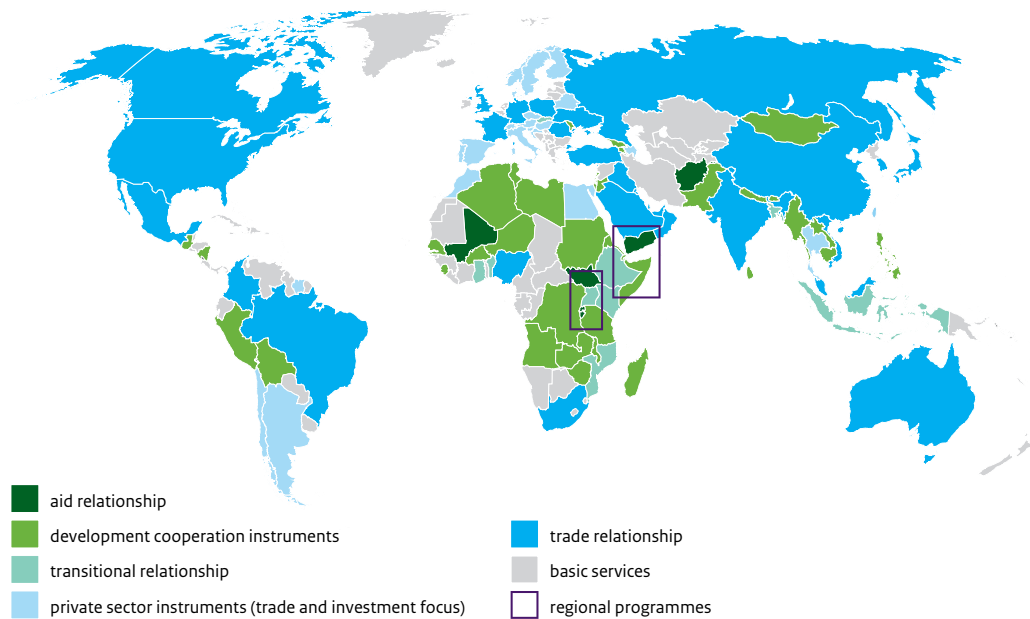 aid relationship
development cooperation instruments
transitional relationship
private sector instruments (trade and investment focus)
trade relationship
basic services
regional programmes